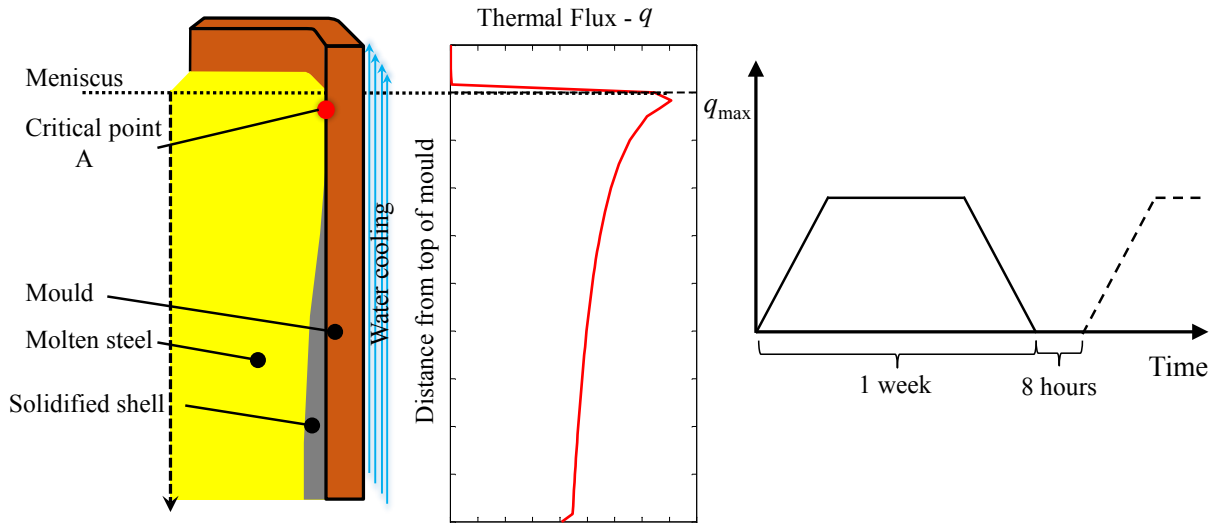 Thermal Flux - q
Meniscus
Critical point
A
Mould
Molten steel
Solidified shell
Water cooling
Distance from top of mould
qmax
1 week
8 hours
Time